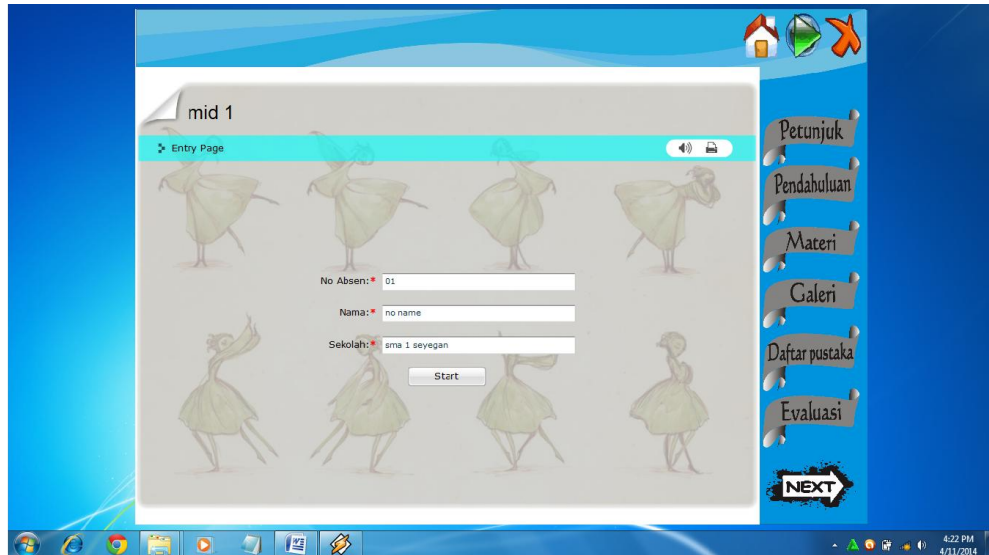 mid 1
Entry Page
No Absen:* 01
Nama:* no name
Sekolah:* sma 1 seyegan
Start
Petunjuk
Pendahuluan
Materi
Galeri
Daftar pustaka
Evaluasi
NEXT
4:22 PM
4/11/2014